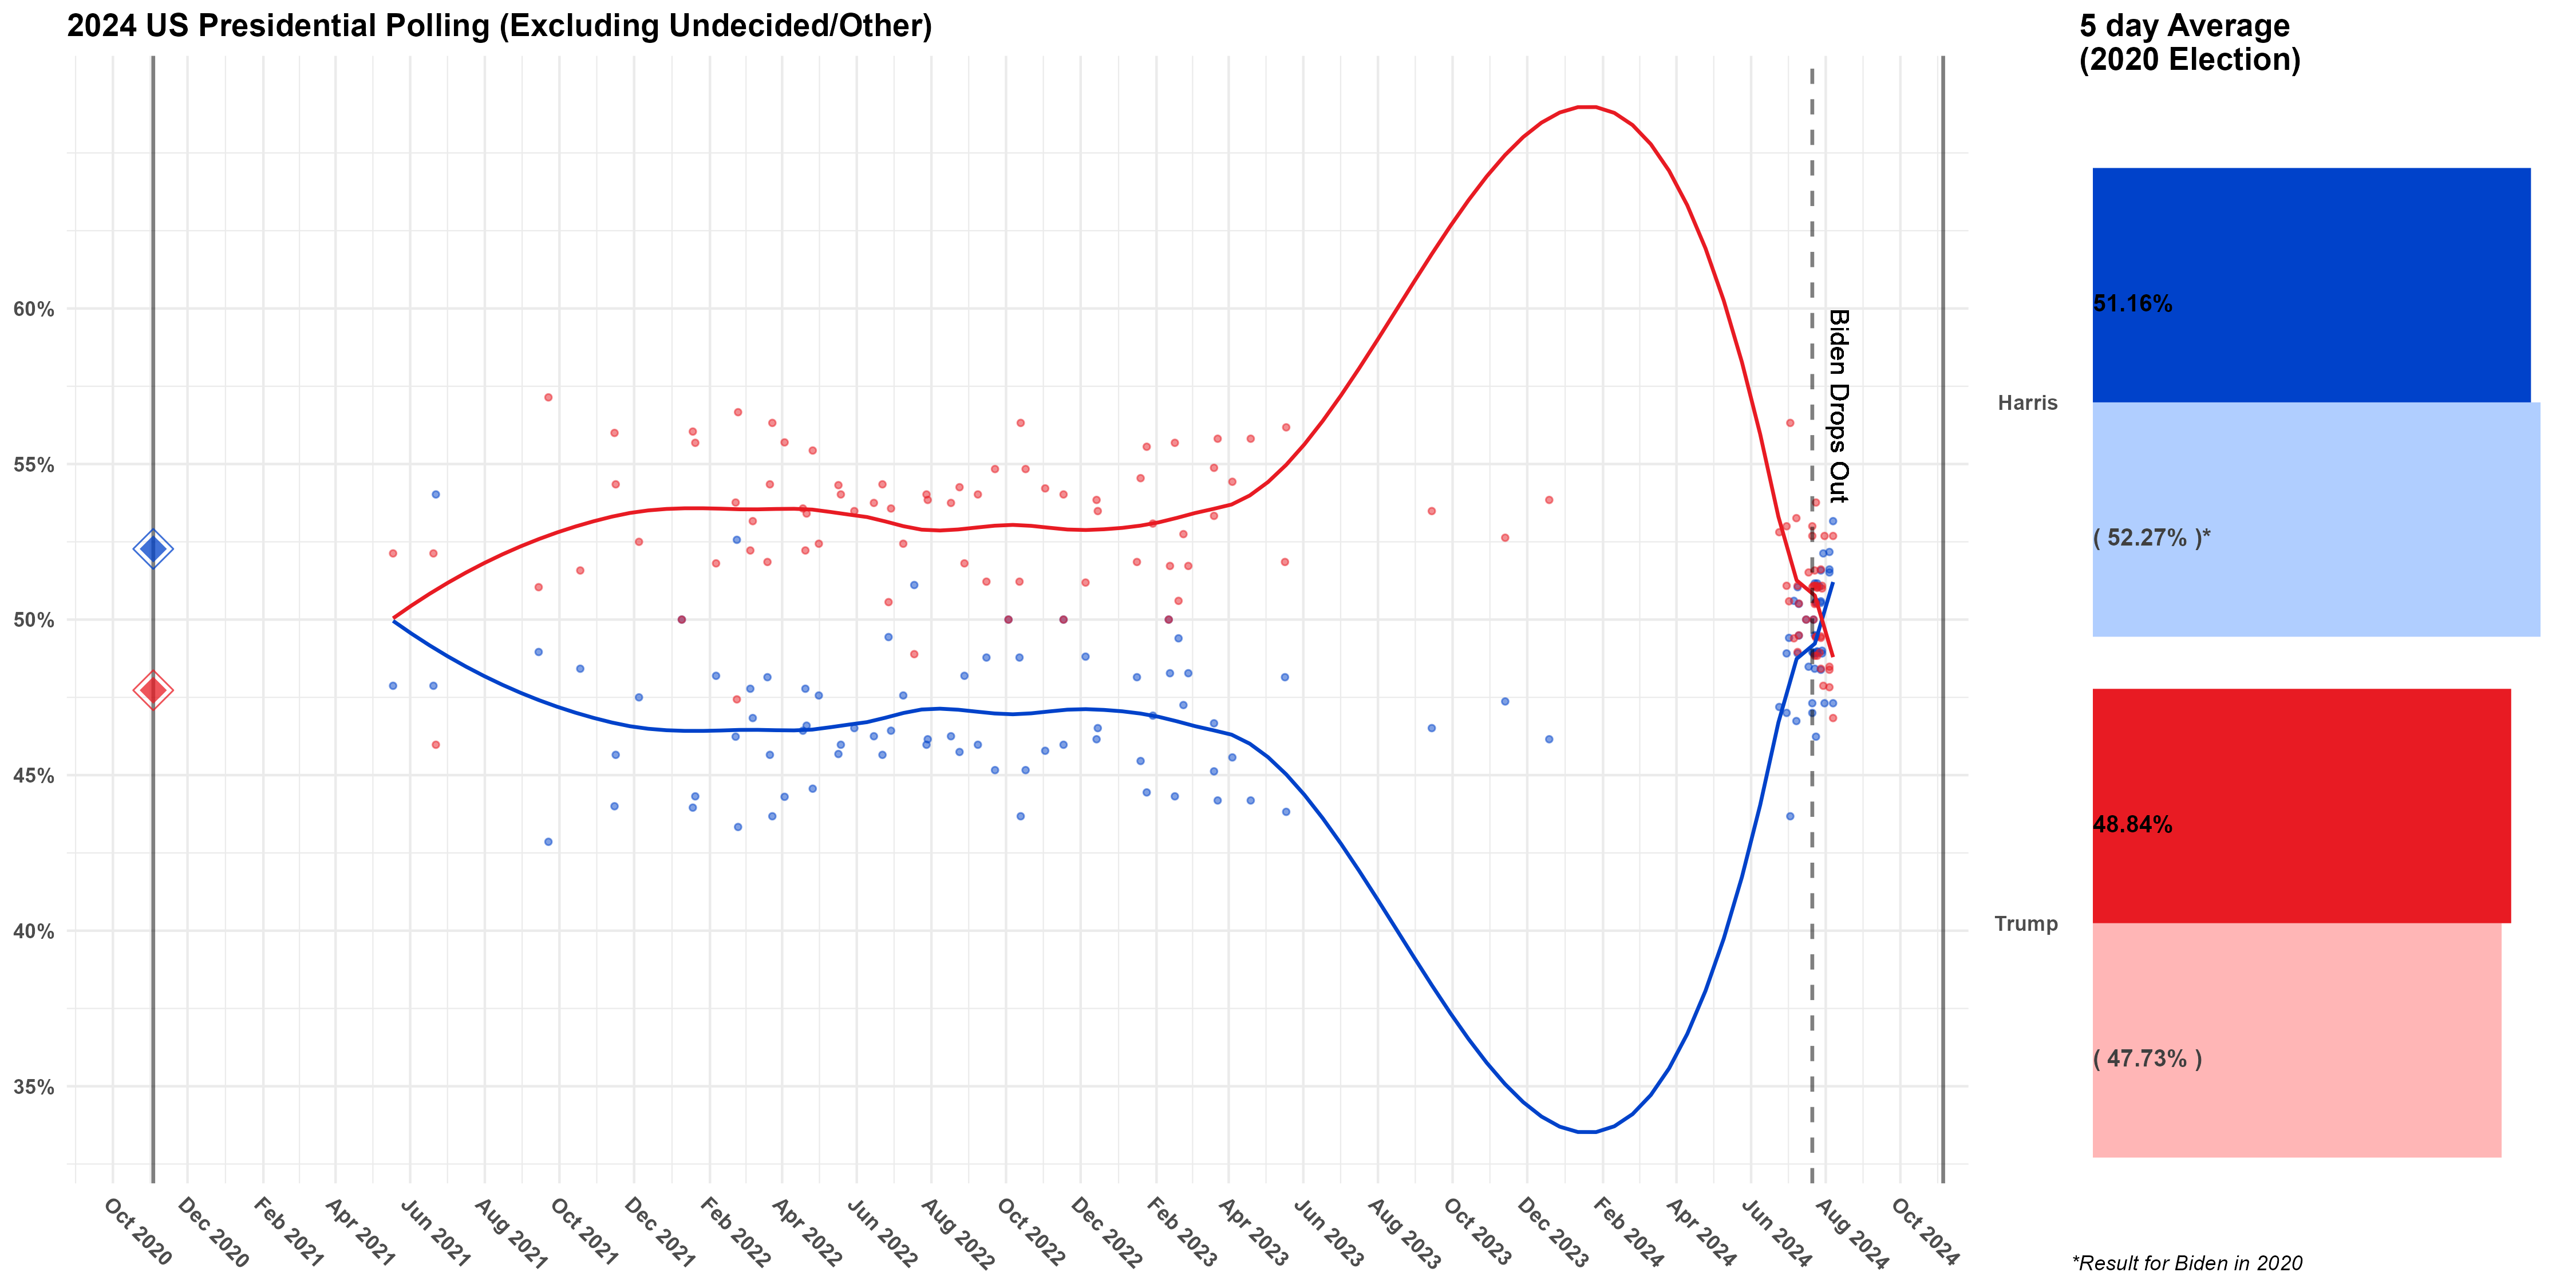 2024 US Presidential Polling (Excluding Undecided/Other)
5 day Average
(2020 Election)
60%
55%
50%
45%
40%
35%
Biden Drops Out
Harris
51.16%
( 52.27% )*
Trump
48.84%
( 47.73% )
Oct 2020
Dec 2020
Feb 2021
Apr 2021
Jun 2021
Aug 2021
Oct 2021
Dec 2021
Feb 2022
Apr 2022
Jun 2022
Aug 2022
Oct 2022
Dec 2022
Feb 2023
Apr 2023
Jun 2023
Aug 2023
Oct 2023
Dec 2023
Feb 2024
Apr 2024
Jun 2024
Aug 2024
Oct 2024
*Result for Biden in 2020